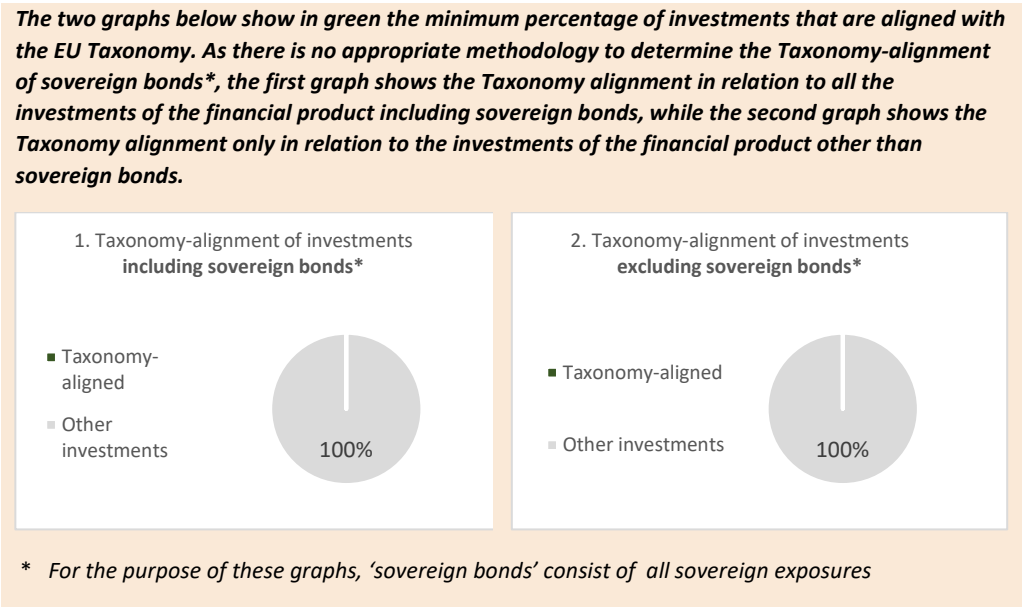 The two graphs below show in green the minimum percentage of investments that are aligned with
the EU Taxonomy. As there is no appropriate methodology to determine the Taxonomy-alignment
of sovereign bonds*, the first graph shows the Taxonomy alignment in relation to all the
investments of the financial product including sovereign bonds, while the second graph shows the
Taxonomy alignment only in relation to the investments of the financial product other than
sovereign bonds.
1. Taxonomy-alignment of investments
including sovereign bonds*
Taxonomy-
aligned
Other
investments
100%
2. Taxonomy-alignment of investments
excluding sovereign bonds*
Taxonomy-aligned
Other investments
100%
* For the purpose of these graphs, ‘sovereign bonds’ consist of all sovereign exposures